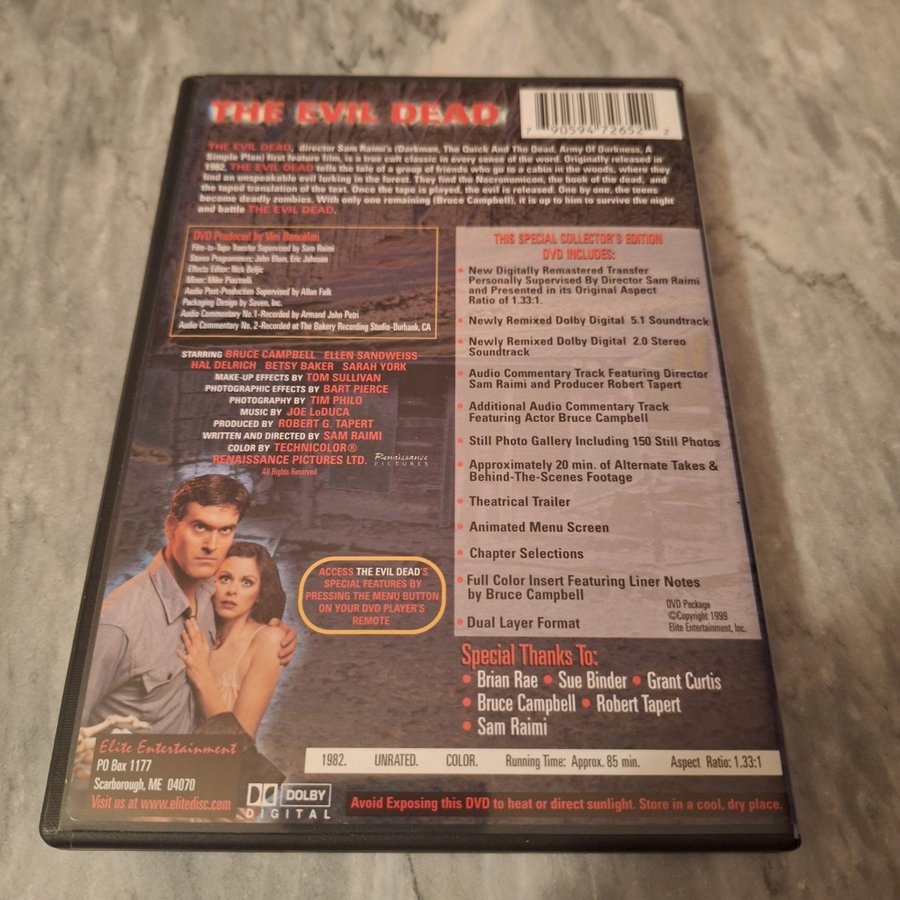 THE EVIL DEAD
7 90594 72652 2
THE EVIL DEAD, director Sam Raimi's (Darkman, The Quick And The Dead, Army Of Darkness, A
Simple Plan) first feature film, is a true cult classic in every sense of the word. Originally released in
1982, THE EVIL DEAD tells the tale of a group of friends who go to a cabin in the woods, where they
find an unspeakable evil lurking in the forest. They find the Necronomicon, the book of the dead, and
the taped translation of the text. Once the tape is played, the evil is released. One by one, the teens
become deadly zombies. With only one remaining (Bruce Campbell), it is up to him to survive the night
and battle THE EVIL DEAD.
DVD Produced by Vini Bancalari
Film-to-Tape Transfer Supervised by Sam Raimi
Stereo Programmers: John Blum, Eric Johnson
Effects Editor: Nick Beljic
Mixer: Mike Piastrelli
Audio Post-Production Supervised by Allan Falk
Packaging Design by Seven, Inc.
Audio Commentary No.1-Recorded by Armand John Petri
Audio Commentary No. 2-Recorded at The Bakery Recording Studio-Burbank, CA
STARRING BRUCE CAMPBELL ELLEN SANDWEISS
HAL DELRICH BETSY BAKER SARAH YORK
MAKE-UP EFFECTS BY TOM SULLIVAN
PHOTOGRAPHIC EFFECTS BY BART PIERCE
PHOTOGRAPHY BY TIM PHILO
MUSIC BY JOE LoDUCA
PRODUCED BY ROBERT G. TAPERT
WRITTEN AND DIRECTED BY SAM RAIMI
COLOR BY TECHNICOLOR®
RENAISSANCE PICTURES LTD.
All Rights Reserved
Renaissance
PICTURES
ACCESS THE EVIL DEAD'S
SPECIAL FEATURES BY
PRESSING THE MENU BUTTON
ON YOUR DVD PLAYER'S
REMOTE
THIS SPECIAL COLLECTOR'S EDITION
DVD INCLUDES:
• New Digitally Remastered Transfer
Personally Supervised By Director Sam Raimi
and Presented in its Original Aspect
Ratio of 1.33:1.
• Newly Remixed Dolby Digital 5.1 Soundtrack
• Newly Remixed Dolby Digital 2.0 Stereo
Soundtrack
• Audio Commentary Track Featuring Director
Sam Raimi and Producer Robert Tapert
• Additional Audio Commentary Track
Featuring Actor Bruce Campbell
• Still Photo Gallery Including 150 Still Photos
• Approximately 20 min. of Alternate Takes &
Behind-The-Scenes Footage
• Theatrical Trailer
• Animated Menu Screen
• Chapter Selections
• Full Color Insert Featuring Liner Notes
by Bruce Campbell
• Dual Layer Format
DVD Package
©Copyright 1999
Elite Entertainment, Inc.
Special Thanks To:
• Brian Rae • Sue Binder • Grant Curtis
• Bruce Campbell • Robert Tapert
• Sam Raimi
Elite Entertainment
PO Box 1177
Scarborough, ME 04070
Visit us at www.elitedisc.com
DOLBY
DIGITAL
1982. UNRATED. COLOR. Running Time: Approx. 85 min. Aspect Ratio: 1.33:1
Avoid Exposing this DVD to heat or direct sunlight. Store in a cool, dry place.